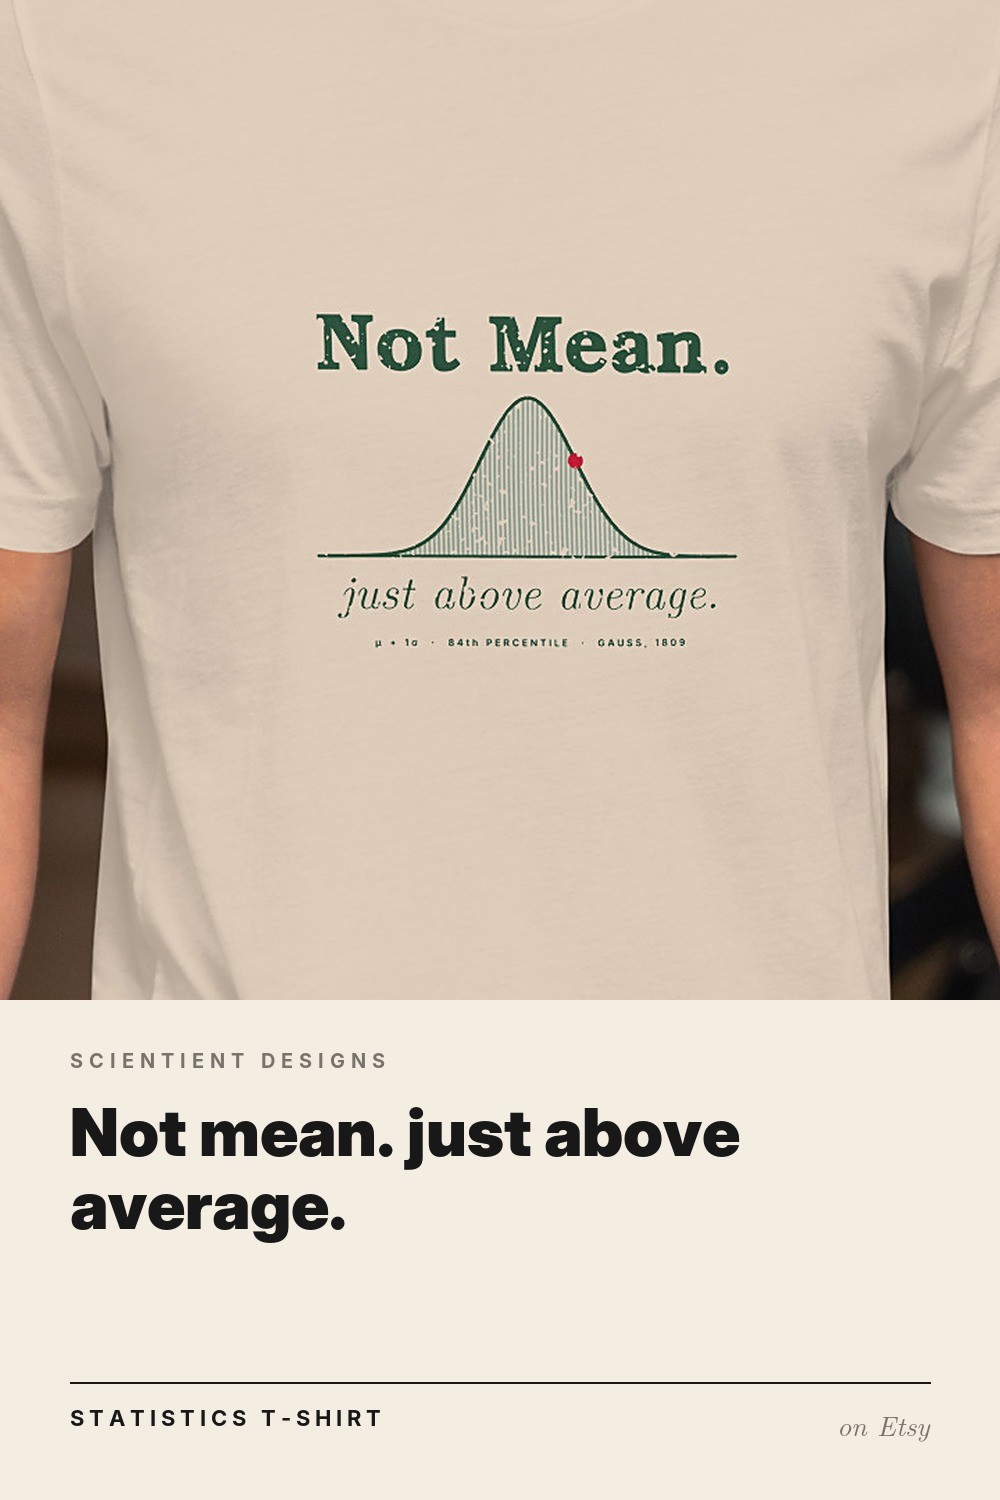 Not Mean.
just above average.
μ + 1σ · 84th PERCENTILE · GAUSS, 1809
SCIENTIENT DESIGNS
Not mean. just above
average.
STATISTICS T-SHIRT
on Etsy